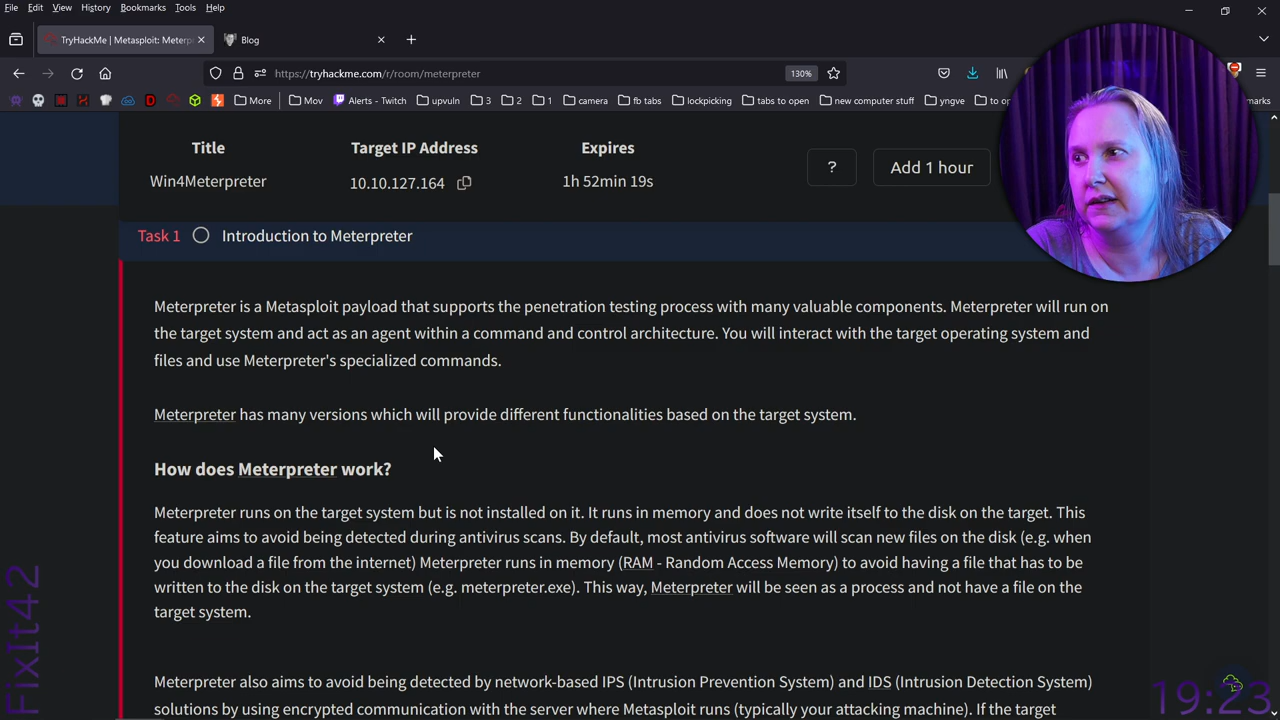 File Edit View History Bookmarks Tools Help
TryHackMe | Metasploit: Meterpr
Blog
https://tryhackme.com/r/room/meterpreter
130%
More
Mov
Alerts - Twitch
upvuln
3
2
1
camera
fb tabs
lockpicking
tabs to open
new computer stuff
yngve
to op
kmarks
Title Target IP Address Expires
Win4Meterpreter 10.10.127.164 1h 52min 19s
? Add 1 hour
Task 1 Introduction to Meterpreter
Meterpreter is a Metasploit payload that supports the penetration testing process with many valuable components. Meterpreter will run on
the target system and act as an agent within a command and control architecture. You will interact with the target operating system and
files and use Meterpreter's specialized commands.
Meterpreter has many versions which will provide different functionalities based on the target system.
How does Meterpreter work?
Meterpreter runs on the target system but is not installed on it. It runs in memory and does not write itself to the disk on the target. This
feature aims to avoid being detected during antivirus scans. By default, most antivirus software will scan new files on the disk (e.g. when
you download a file from the internet) Meterpreter runs in memory (RAM - Random Access Memory) to avoid having a file that has to be
written to the disk on the target system (e.g. meterpreter.exe). This way, Meterpreter will be seen as a process and not have a file on the
target system.
Meterpreter also aims to avoid being detected by network-based IPS (Intrusion Prevention System) and IDS (Intrusion Detection System)
solutions by using encrypted communication with the server where Metasploit runs (typically your attacking machine). If the target
FixIt42
19:23